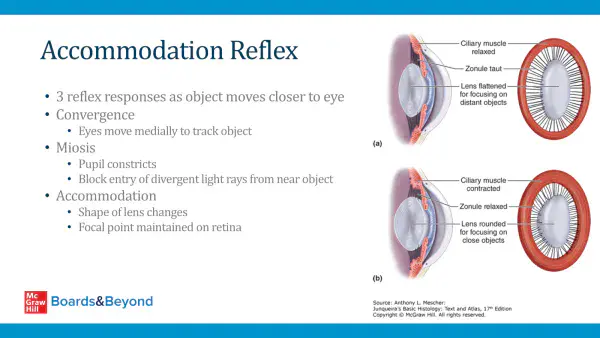 Accommodation Reflex
• 3 reflex responses as object moves closer to eye
• Convergence
• Eyes move medially to track object
• Miosis
• Pupil constricts
• Block entry of divergent light rays from near object
• Accommodation
• Shape of lens changes
• Focal point maintained on retina
Ciliary muscle
relaxed
Zonule taut
Lens flattened
for focusing on
distant objects
(a)
Ciliary muscle
contracted
Zonule relaxed
Lens rounded
for focusing on
close objects
(b)
Mc
Graw
Hill
Boards&Beyond
Source: Anthony L. Mescher:
Junqueira's Basic Histology: Text and Atlas, 17th Edition
Copyright © McGraw Hill. All rights reserved.